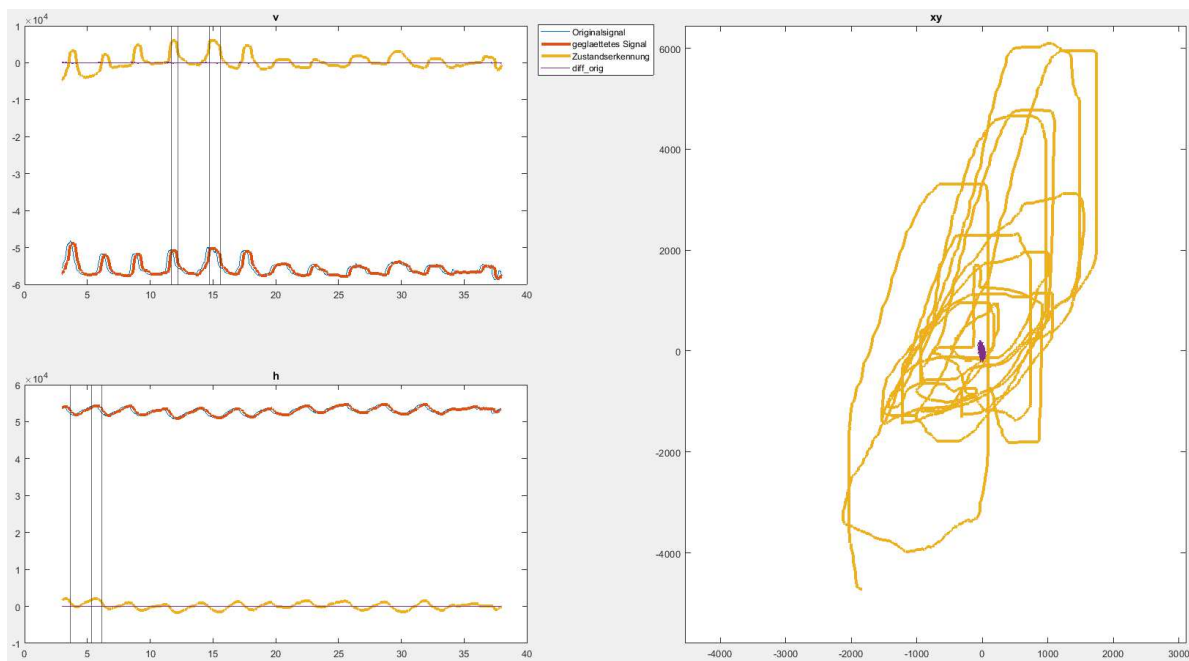 v
×10⁴
1
0
-1
-2
-3
-4
-5
-6
0 5 10 15 20 25 30 35 40
Originalsignal
geglaettetes Signal
Zustandserkennung
diff_orig
h
×10⁴
6
5
4
3
2
1
0
-1
0 5 10 15 20 25 30 35 40
xy
6000
4000
2000
0
-2000
-4000
-4000 -3000 -2000 -1000 0 1000 2000 3000